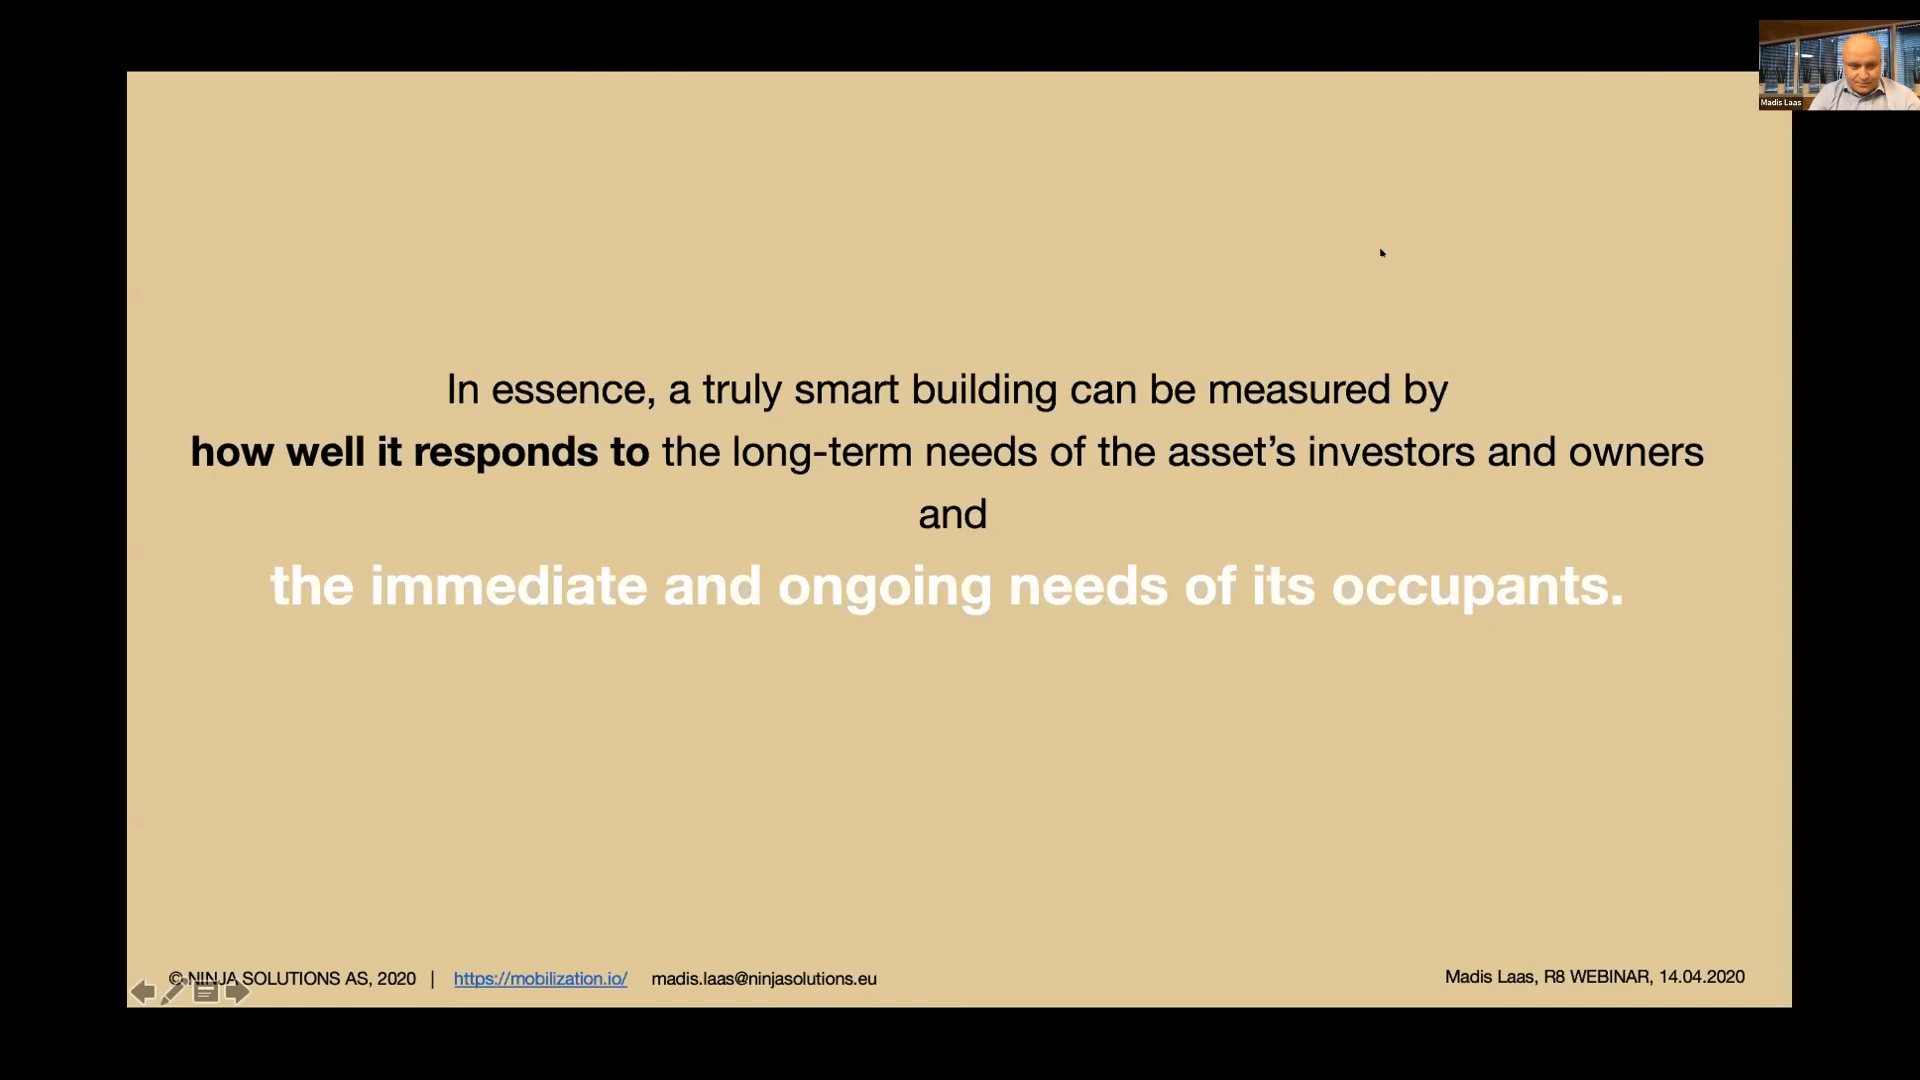 Madis Laas
In essence, a truly smart building can be measured by
how well it responds to the long-term needs of the asset’s investors and owners
and
the immediate and ongoing needs of its occupants.
© NINJA SOLUTIONS AS, 2020 | https://mobilization.io/ madis.laas@ninjasolutions.eu
Madis Laas, R8 WEBINAR, 14.04.2020